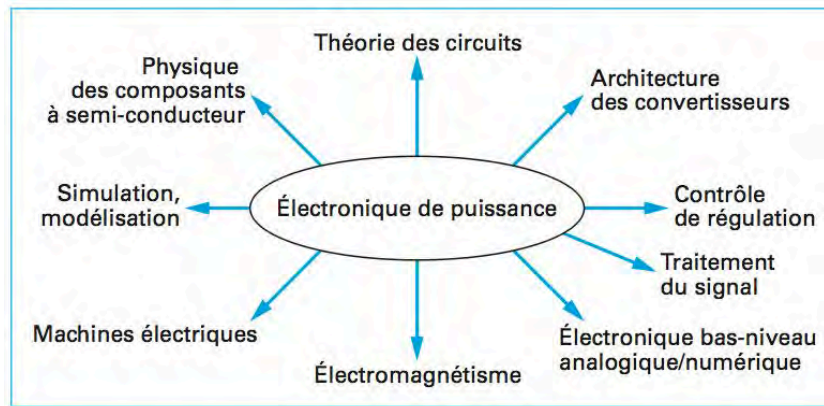 Théorie des circuits
Physique
des composants
à semi-conducteur
Architecture
des convertisseurs
Simulation,
modélisation
Électronique de puissance
Contrôle
de régulation
Traitement
du signal
Machines électriques
Électronique bas-niveau
analogique/numérique
Électromagnétisme